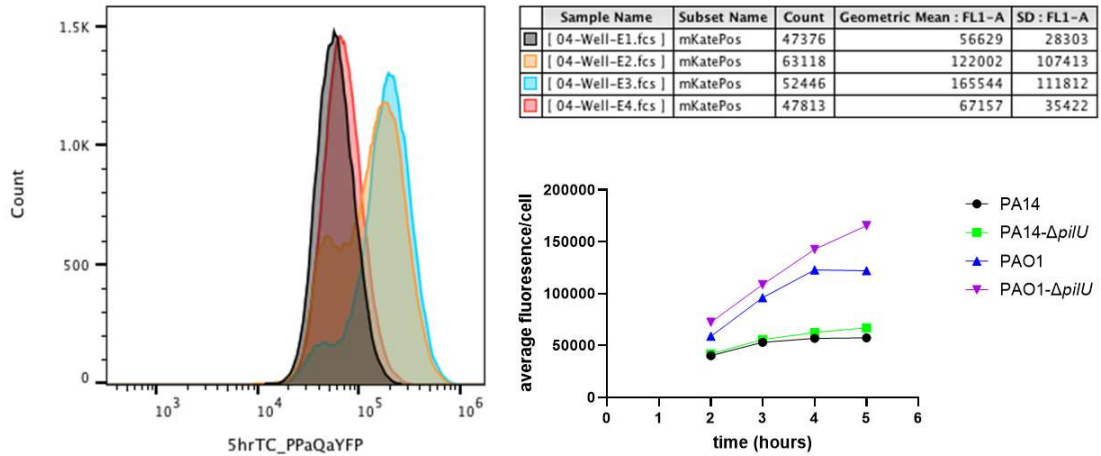 1.5K
1.0K
500
0
Count
10³ 10⁴ 10⁵ 10⁶
5hrTC_PPaQaYFP
Sample Name Subset Name Count Geometric Mean : FL1-A SD : FL1-A
[ 04-Well-E1.fcs ] mKatePos 47376 56629 28303
[ 04-Well-E2.fcs ] mKatePos 63118 122002 107413
[ 04-Well-E3.fcs ] mKatePos 52446 165544 111812
[ 04-Well-E4.fcs ] mKatePos 47813 67157 35422
200000
150000
100000
50000
0
average fluoresence/cell
0 1 2 3 4 5 6
time (hours)
PA14
PA14-ΔpilU
PAO1
PAO1-ΔpilU